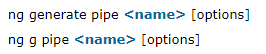 ng generate pipe <name> [options]
ng g pipe <name> [options]